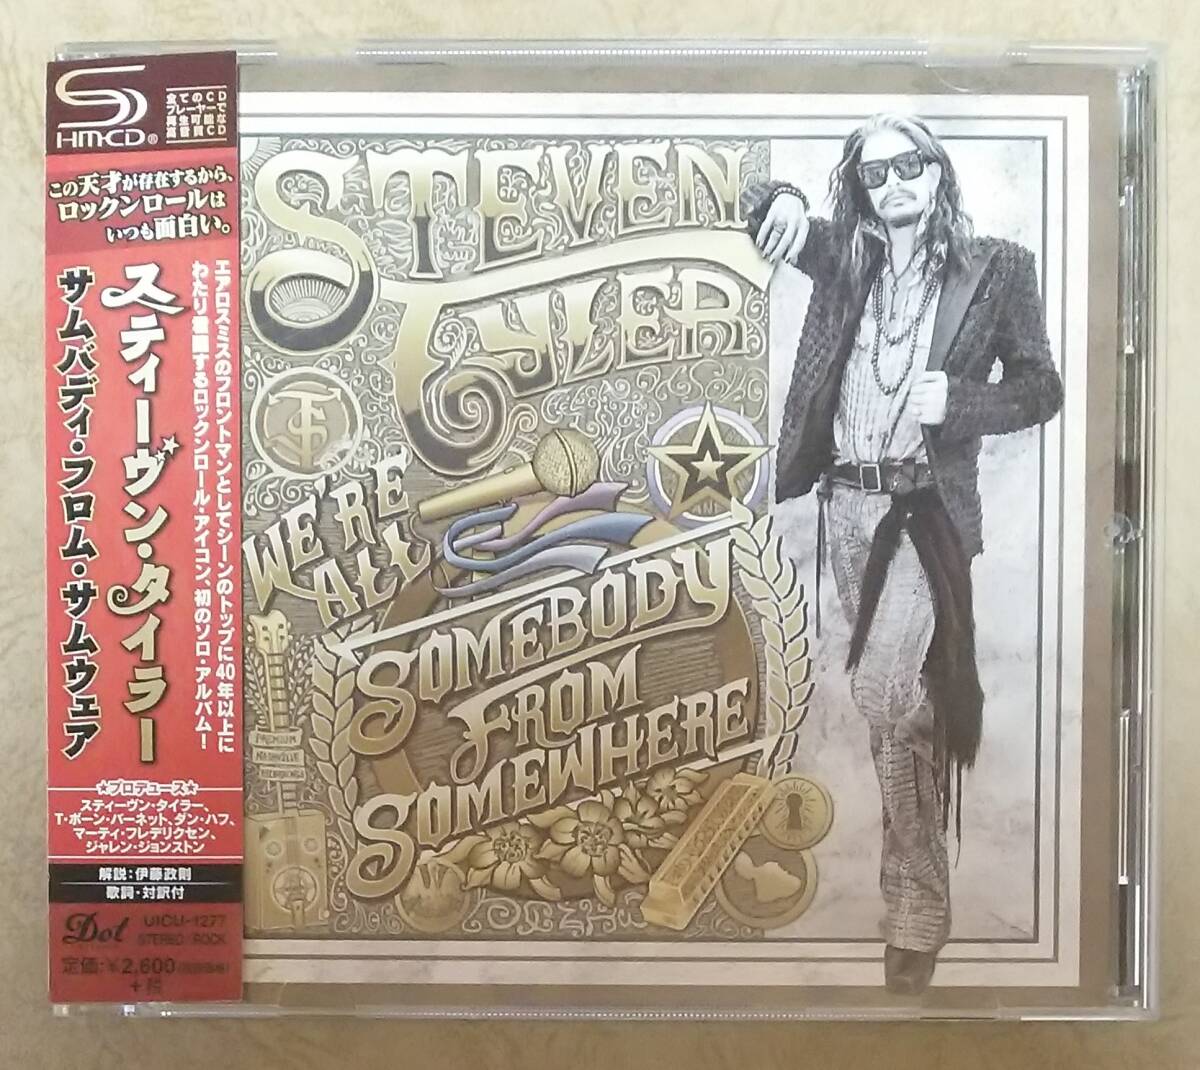 SHM-CD®
全てのCD
プレーヤーで
再生可能な
高音質CD
この天才が存在するから、
ロックンロールは
いつも面白い。
エアロスミスのフロントマンとしてシーンのトップに40年以上に
わたり君臨するロックンロール・アイコン、初のソロ・アルバム!
スティーヴン・タイラー
サムバディ・フロム・サムウェア
★プロデュース★
スティーヴン・タイラー、
T・ボーン・バーネット、ダン・ハフ、
マーティ・フレデリクセン、
ジャレン・ジョンストン
解説:伊藤政則
歌詞・対訳付
Dot
UICU-1277
STEREO/ROCK
定価:¥2,600
+税
STEVEN
TYLER
WE'RE
ALL
SOMEBODY
FROM
SOMEWHERE
PREMIUM
NASHVILLE